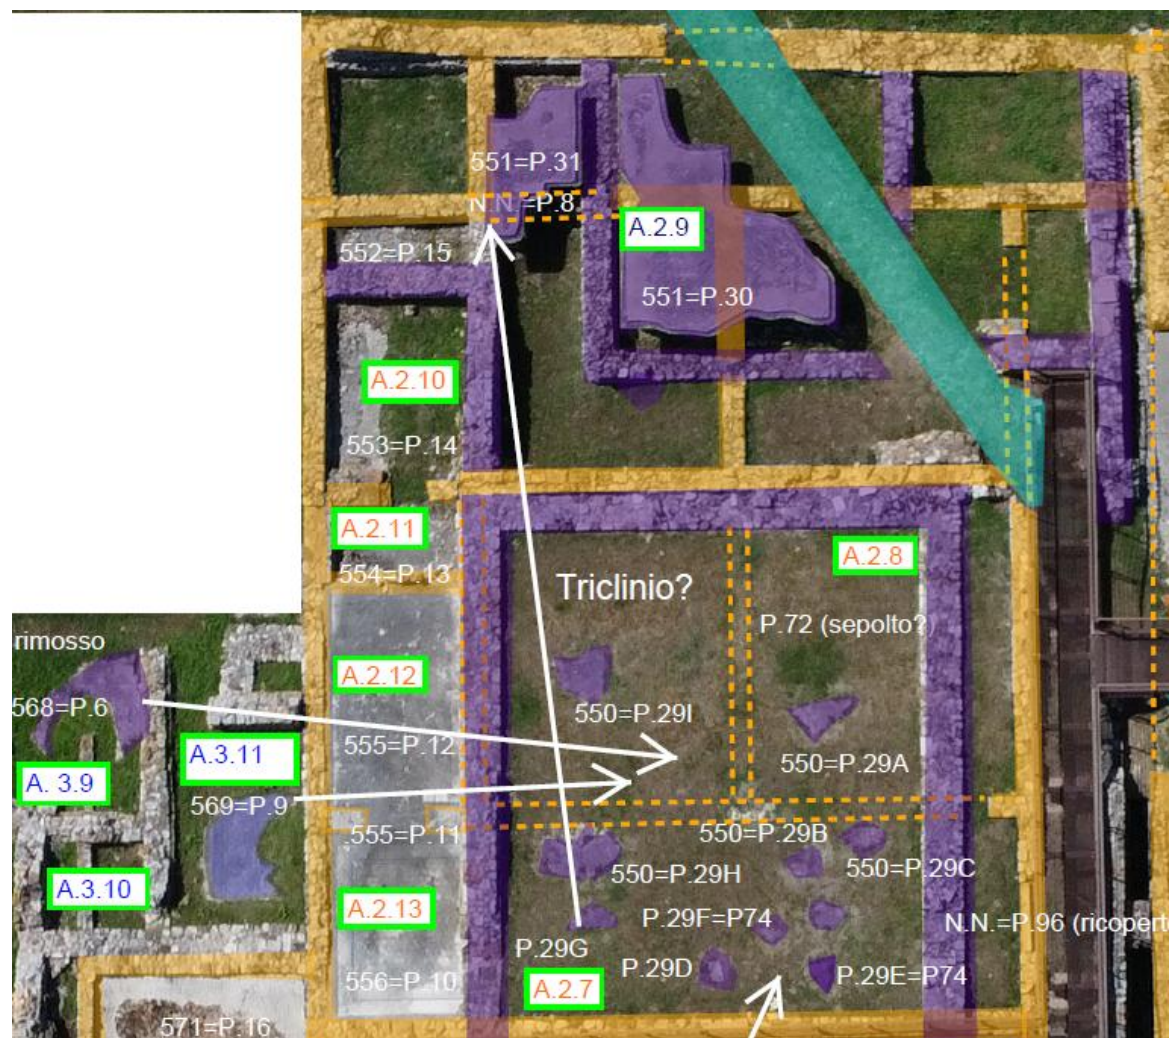 551=P.31
N.N.=P.8
A.2.9
552=P.15
551=P.30
A.2.10
553=P.14
A.2.11
A.2.8
554=P.13
Triclinio?
P.72 (sepolto?)
rimosso
A.2.12
568=P.6
550=P.29I
A.3.11
555=P.12
550=P.29A
A. 3.9
569=P.9
555=P.11
550=P.29B
550=P.29H
550=P.29C
A.3.10
A.2.13
P.29F=P74
N.N.=P.96 (ricoperto
P.29G
P.29D
P.29E=P74
556=P.10
A.2.7
571=P.16